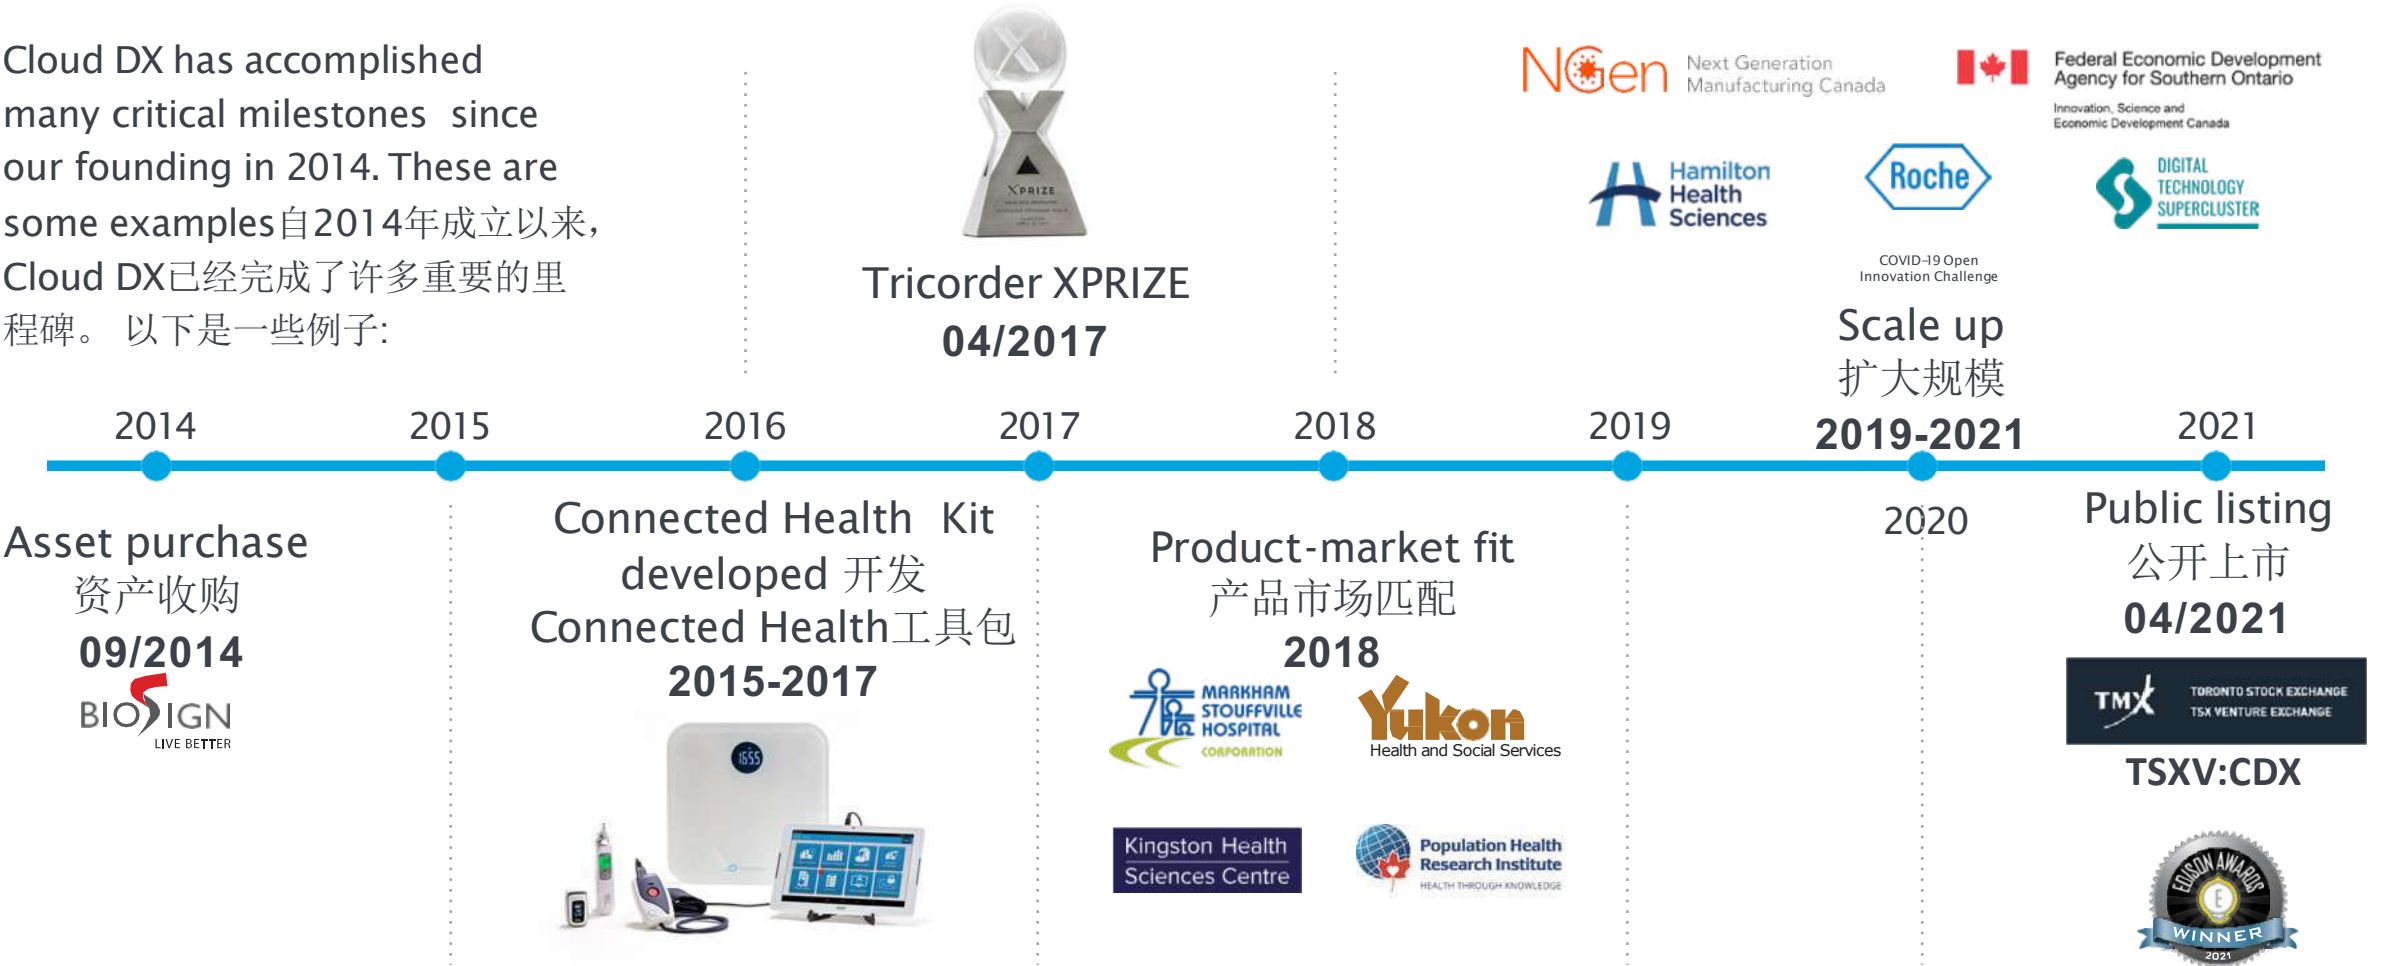 Cloud DX has accomplished
many critical milestones since
our founding in 2014. These are
some examples自2014年成立以来，
Cloud DX已经完成了许多重要的里
程碑。 以下是一些例子:
XPRIZE
Tricorder XPRIZE
04/2017
NGen
Next Generation
Manufacturing Canada
Federal Economic Development
Agency for Southern Ontario
Innovation, Science and
Economic Development Canada
Hamilton
Health
Sciences
Roche
DIGITAL
TECHNOLOGY
SUPERCLUSTER
COVID-19 Open
Innovation Challenge
Scale up
扩大规模
2019-2021
2014
2015
2016
2017
2018
2019
2020
2021
Asset purchase
资产收购
09/2014
BIOSIGN
LIVE BETTER
Connected Health Kit
developed 开发
Connected Health工具包
2015-2017
Product-market fit
产品市场匹配
2018
MARKHAM
STOUFFVILLE
HOSPITAL
CORPORATION
Yukon
Health and Social Services
Kingston Health
Sciences Centre
Population Health
Research Institute
HEALTH THROUGH KNOWLEDGE
Public listing
公开上市
04/2021
TMX
TORONTO STOCK EXCHANGE
TSX VENTURE EXCHANGE
TSXV:CDX
EDISON AWARDS
E
WINNER
2021